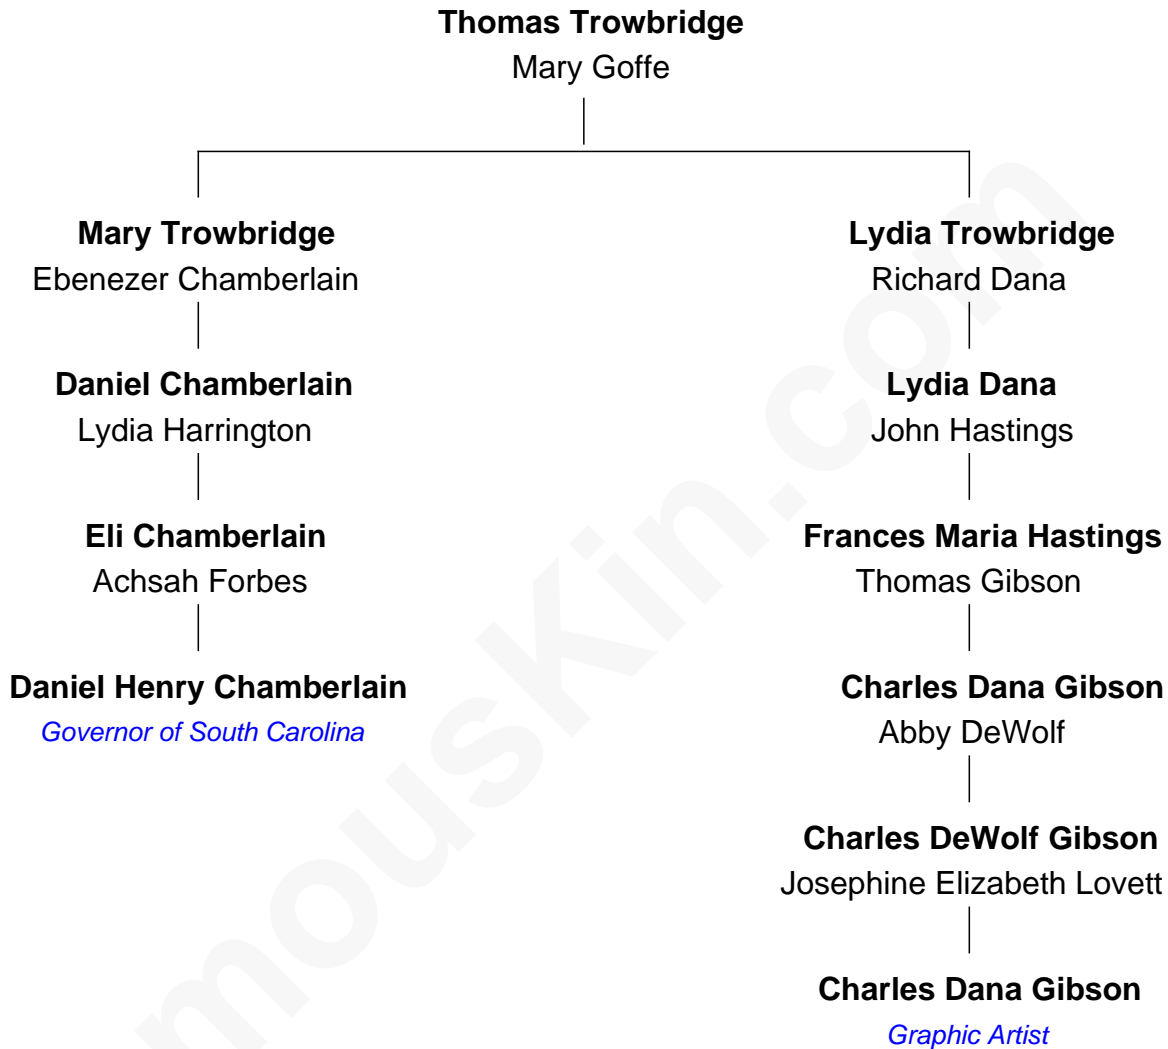 Thomas Trowbridge
Mary Goffe
Mary Trowbridge
Ebenezer Chamberlain
Daniel Chamberlain
Lydia Harrington
Eli Chamberlain
Achsah Forbes
Daniel Henry Chamberlain
Governor of South Carolina
Lydia Trowbridge
Richard Dana
Lydia Dana
John Hastings
Frances Maria Hastings
Thomas Gibson
Charles Dana Gibson
Abby DeWolf
Charles DeWolf Gibson
Josephine Elizabeth Lovett
Charles Dana Gibson
Graphic Artist
mousKin.com